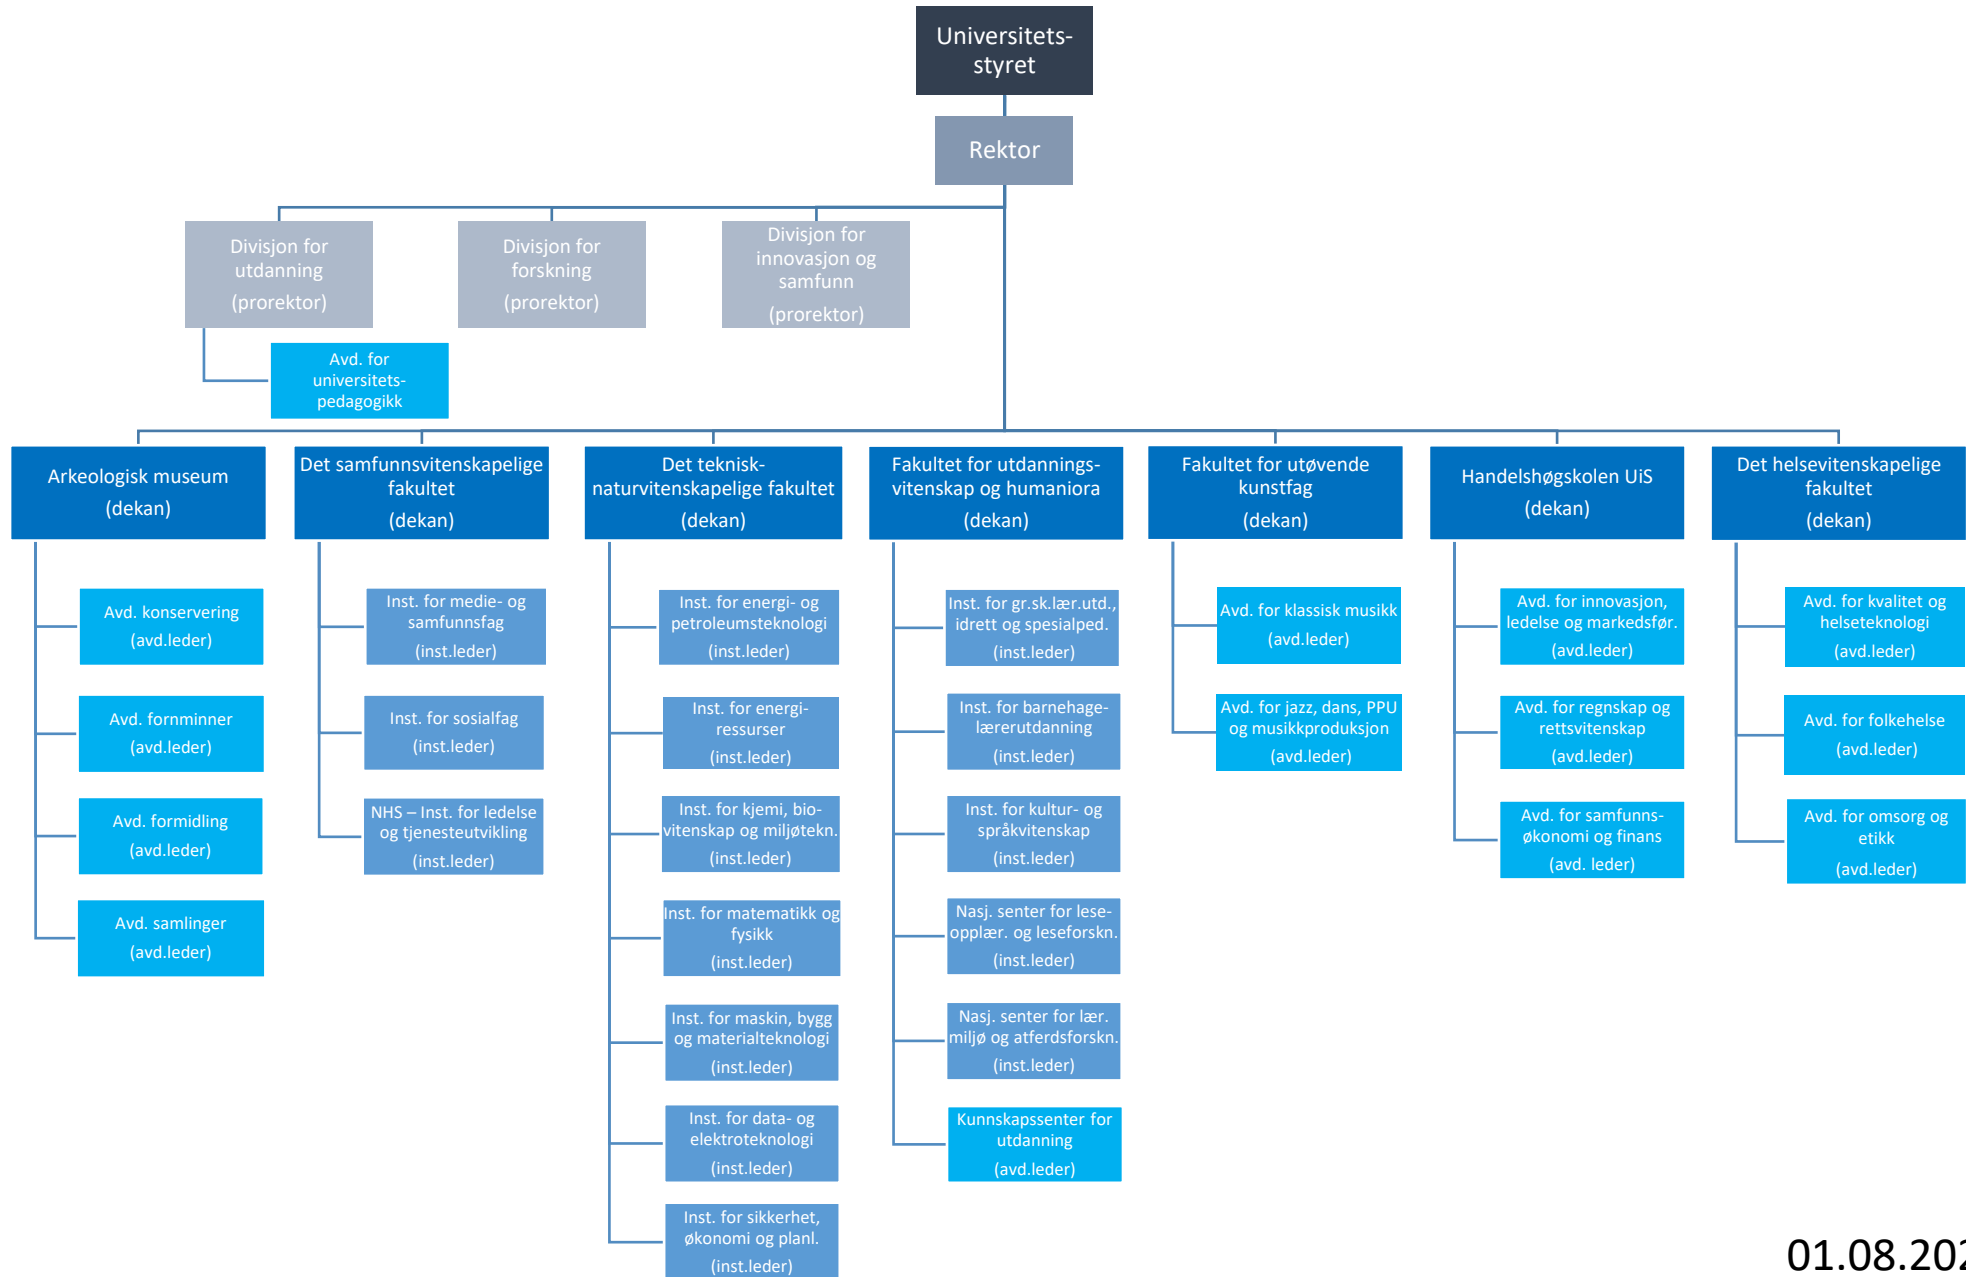 Universitets-
styret
Rektor
Divisjon for
utdanning
(prorektor)
Divisjon for
forskning
(prorektor)
Divisjon for
innovasjon og
samfunn
(prorektor)
Avd. for
universitets-
pedagogikk
Arkeologisk museum
(dekan)
Avd. konservering
(avd.leder)
Avd. fornminner
(avd.leder)
Avd. formidling
(avd.leder)
Avd. samlinger
(avd.leder)
Det samfunnsvitenskapelige
fakultet
(dekan)
Inst. for medie- og
samfunnsfag
(inst.leder)
Inst. for sosialfag
(inst.leder)
NHS – Inst. for ledelse
og tjenesteutvikling
(inst.leder)
Det teknisk-
naturvitenskapelige fakultet
(dekan)
Inst. for energi- og
petroleumsteknologi
(inst.leder)
Inst. for energi-
ressurser
(inst.leder)
Inst. for kjemi, bio-
vitenskap og miljøtekn.
(inst.leder)
Inst. for matematikk og
fysikk
(inst.leder)
Inst. for maskin, bygg
og materialteknologi
(inst.leder)
Inst. for data- og
elektroteknologi
(inst.leder)
Inst. for sikkerhet,
økonomi og planl.
(inst.leder)
Fakultet for utdannings-
vitenskap og humaniora
(dekan)
Inst. for gr.sk.lær.utd.,
idrett og spesialped.
(inst.leder)
Inst. for barnehage-
lærerutdanning
(inst.leder)
Inst. for kultur- og
språkvitenskap
(inst.leder)
Nasj. senter for lese-
opplær. og leseforskn.
(inst.leder)
Nasj. senter for lær.
miljø og atferdsforskn.
(inst.leder)
Kunnskapssenter for
utdanning
(avd.leder)
Fakultet for utøvende
kunstfag
(dekan)
Avd. for klassisk musikk
(avd.leder)
Avd. for jazz, dans, PPU
og musikkproduksjon
(avd.leder)
Handelshøgskolen UiS
(dekan)
Avd. for innovasjon,
ledelse og markedsfør.
(avd.leder)
Avd. for regnskap og
rettsvitenskap
(avd.leder)
Avd. for samfunns-
økonomi og finans
(avd. leder)
Det helsevitenskapelige
fakultet
(dekan)
Avd. for kvalitet og
helseteknologi
(avd.leder)
Avd. for folkehelse
(avd.leder)
Avd. for omsorg og
etikk
(avd.leder)
01.08.202